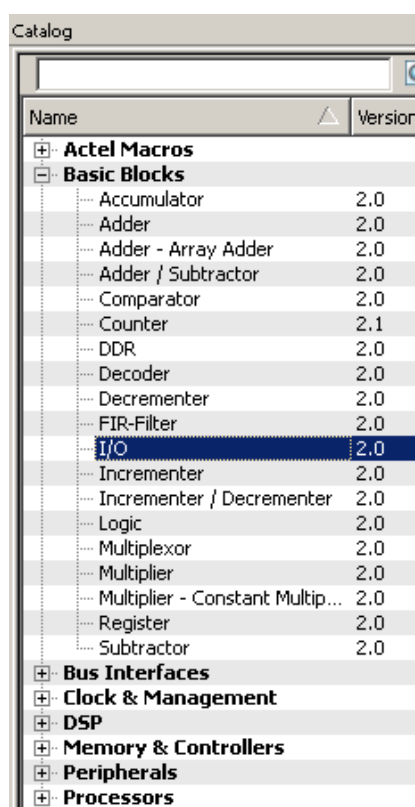 Catalog
Name Version
Actel Macros
Basic Blocks
Accumulator 2.0
Adder 2.0
Adder - Array Adder 2.0
Adder / Subtractor 2.0
Comparator 2.0
Counter 2.1
DDR 2.0
Decoder 2.0
Decrementer 2.0
FIR-Filter 2.0
I/O 2.0
Incrementer 2.0
Incrementer / Decrementer 2.0
Logic 2.0
Multiplexor 2.0
Multiplier 2.0
Multiplier - Constant Multip... 2.0
Register 2.0
Subtractor 2.0
Bus Interfaces
Clock & Management
DSP
Memory & Controllers
Peripherals
Processors